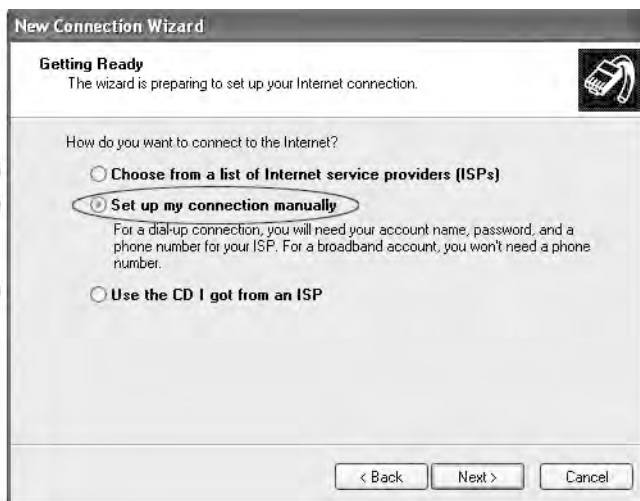 New Connection Wizard
Getting Ready
The wizard is preparing to set up your Internet connection.
How do you want to connect to the Internet?
Choose from a list of Internet service providers (ISPs)
Set up my connection manually
For a dial-up connection, you will need your account name, password, and a
phone number for your ISP. For a broadband account, you won't need a phone
number.
Use the CD I got from an ISP
< Back Next > Cancel